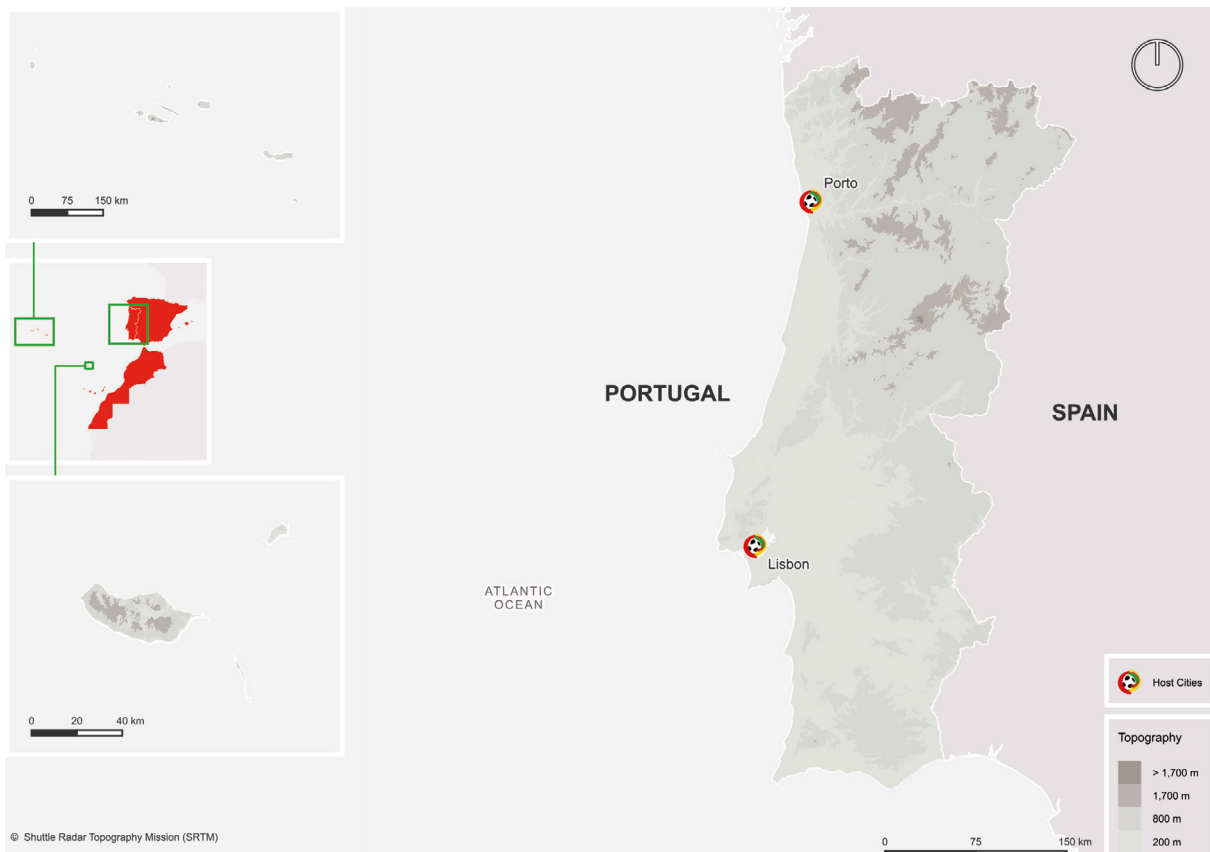 0 75 150 km
Porto
PORTUGAL
SPAIN
Lisbon
ATLANTIC
OCEAN
0 20 40 km
Host Cities
Topography
> 1,700 m
1,700 m
800 m
200 m
© Shuttle Radar Topography Mission (SRTM)
0 75 150 km